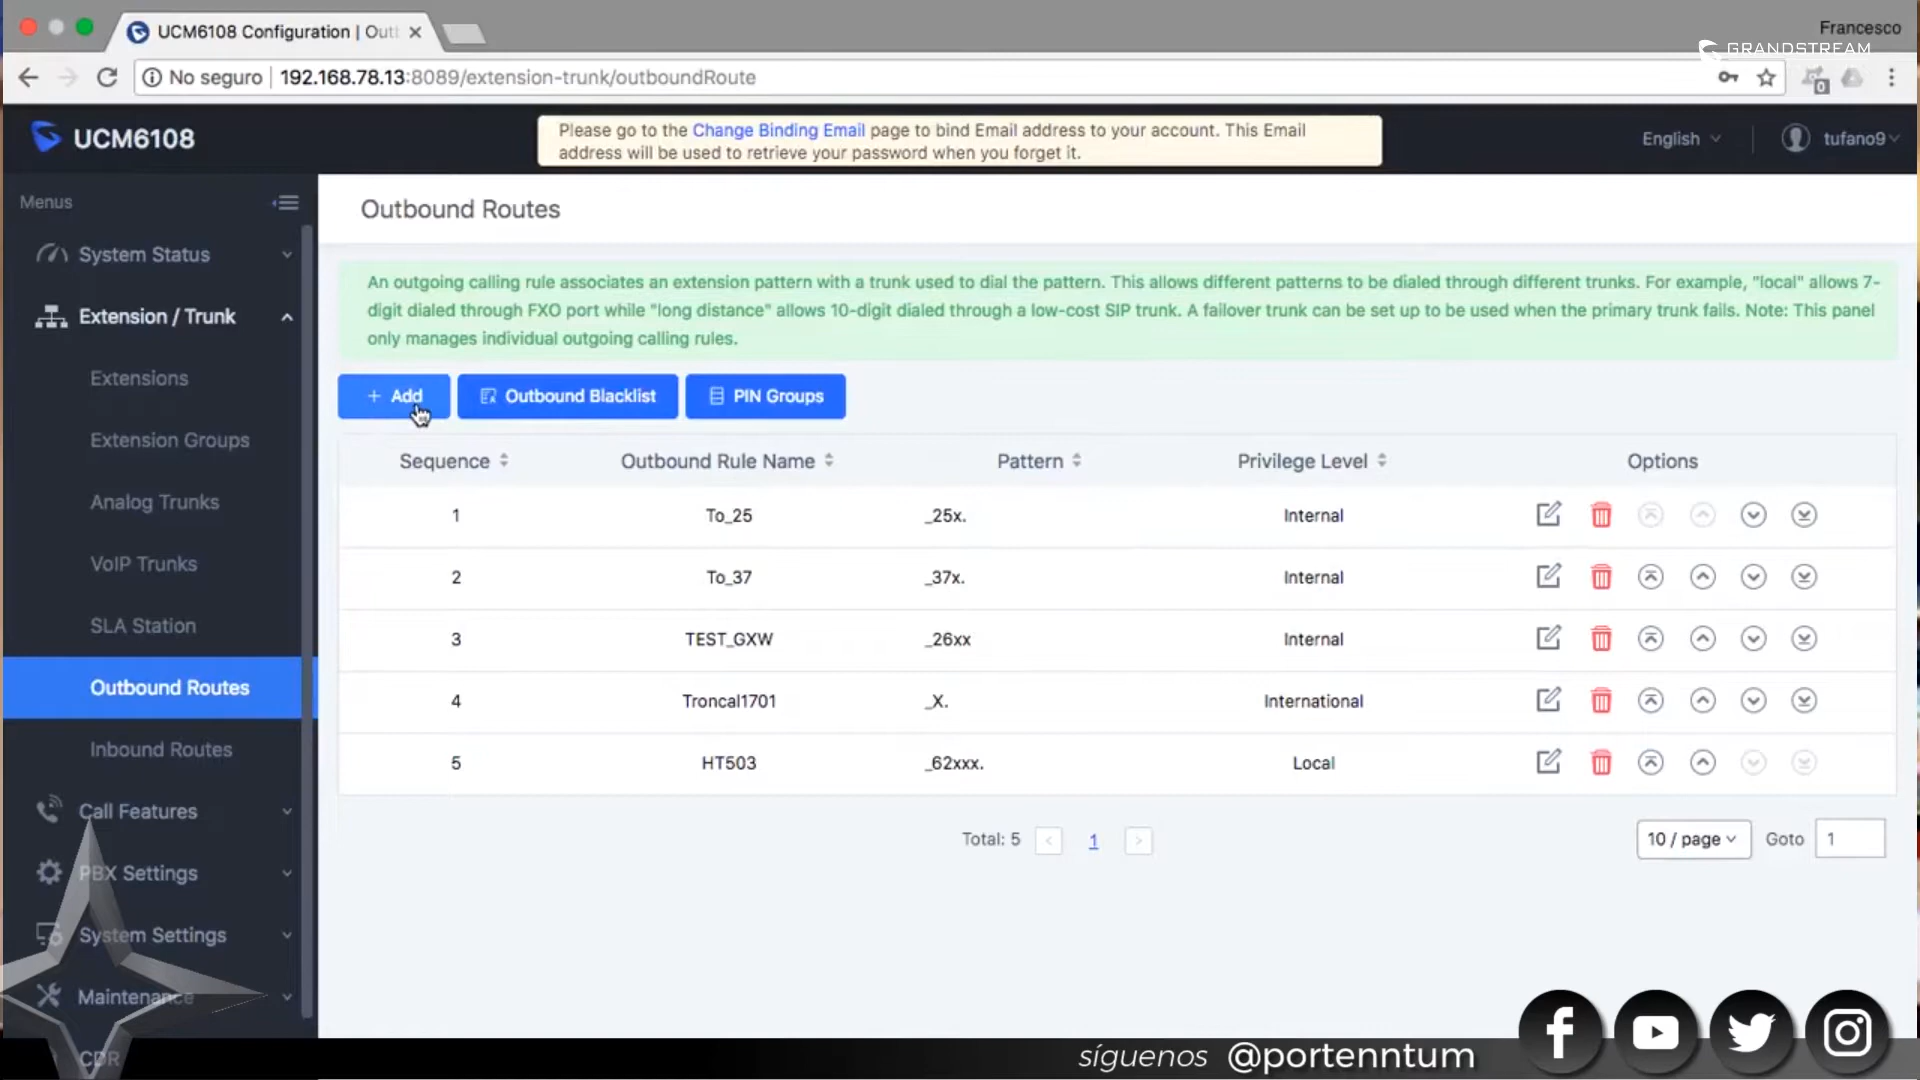 UCM6108 Configuration | Out
Francesco
GRANDSTREAM
No seguro | 192.168.78.13:8089/extension-trunk/outboundRoute
0
UCM6108
Please go to the Change Binding Email page to bind Email address to your account. This Email
address will be used to retrieve your password when you forget it.
English
tufano9
Menus
System Status
Extension / Trunk
Extensions
Extension Groups
Analog Trunks
VoIP Trunks
SLA Station
Outbound Routes
Inbound Routes
Call Features
PBX Settings
System Settings
Maintenance
CDR
Outbound Routes
An outgoing calling rule associates an extension pattern with a trunk used to dial the pattern. This allows different patterns to be dialed through different trunks. For example, "local" allows 7-
digit dialed through FXO port while "long distance" allows 10-digit dialed through a low-cost SIP trunk. A failover trunk can be set up to be used when the primary trunk fails. Note: This panel
only manages individual outgoing calling rules.
+ Add
Outbound Blacklist
PIN Groups
Sequence Outbound Rule Name Pattern Privilege Level Options
1 To_25 _25x. Internal
2 To_37 _37x. Internal
3 TEST_GXW _26xx Internal
4 Troncal1701 _X. International
5 HT503 _62xxx. Local
Total: 5 < 1 > 10 / page Goto 1
síguenos @portenntum